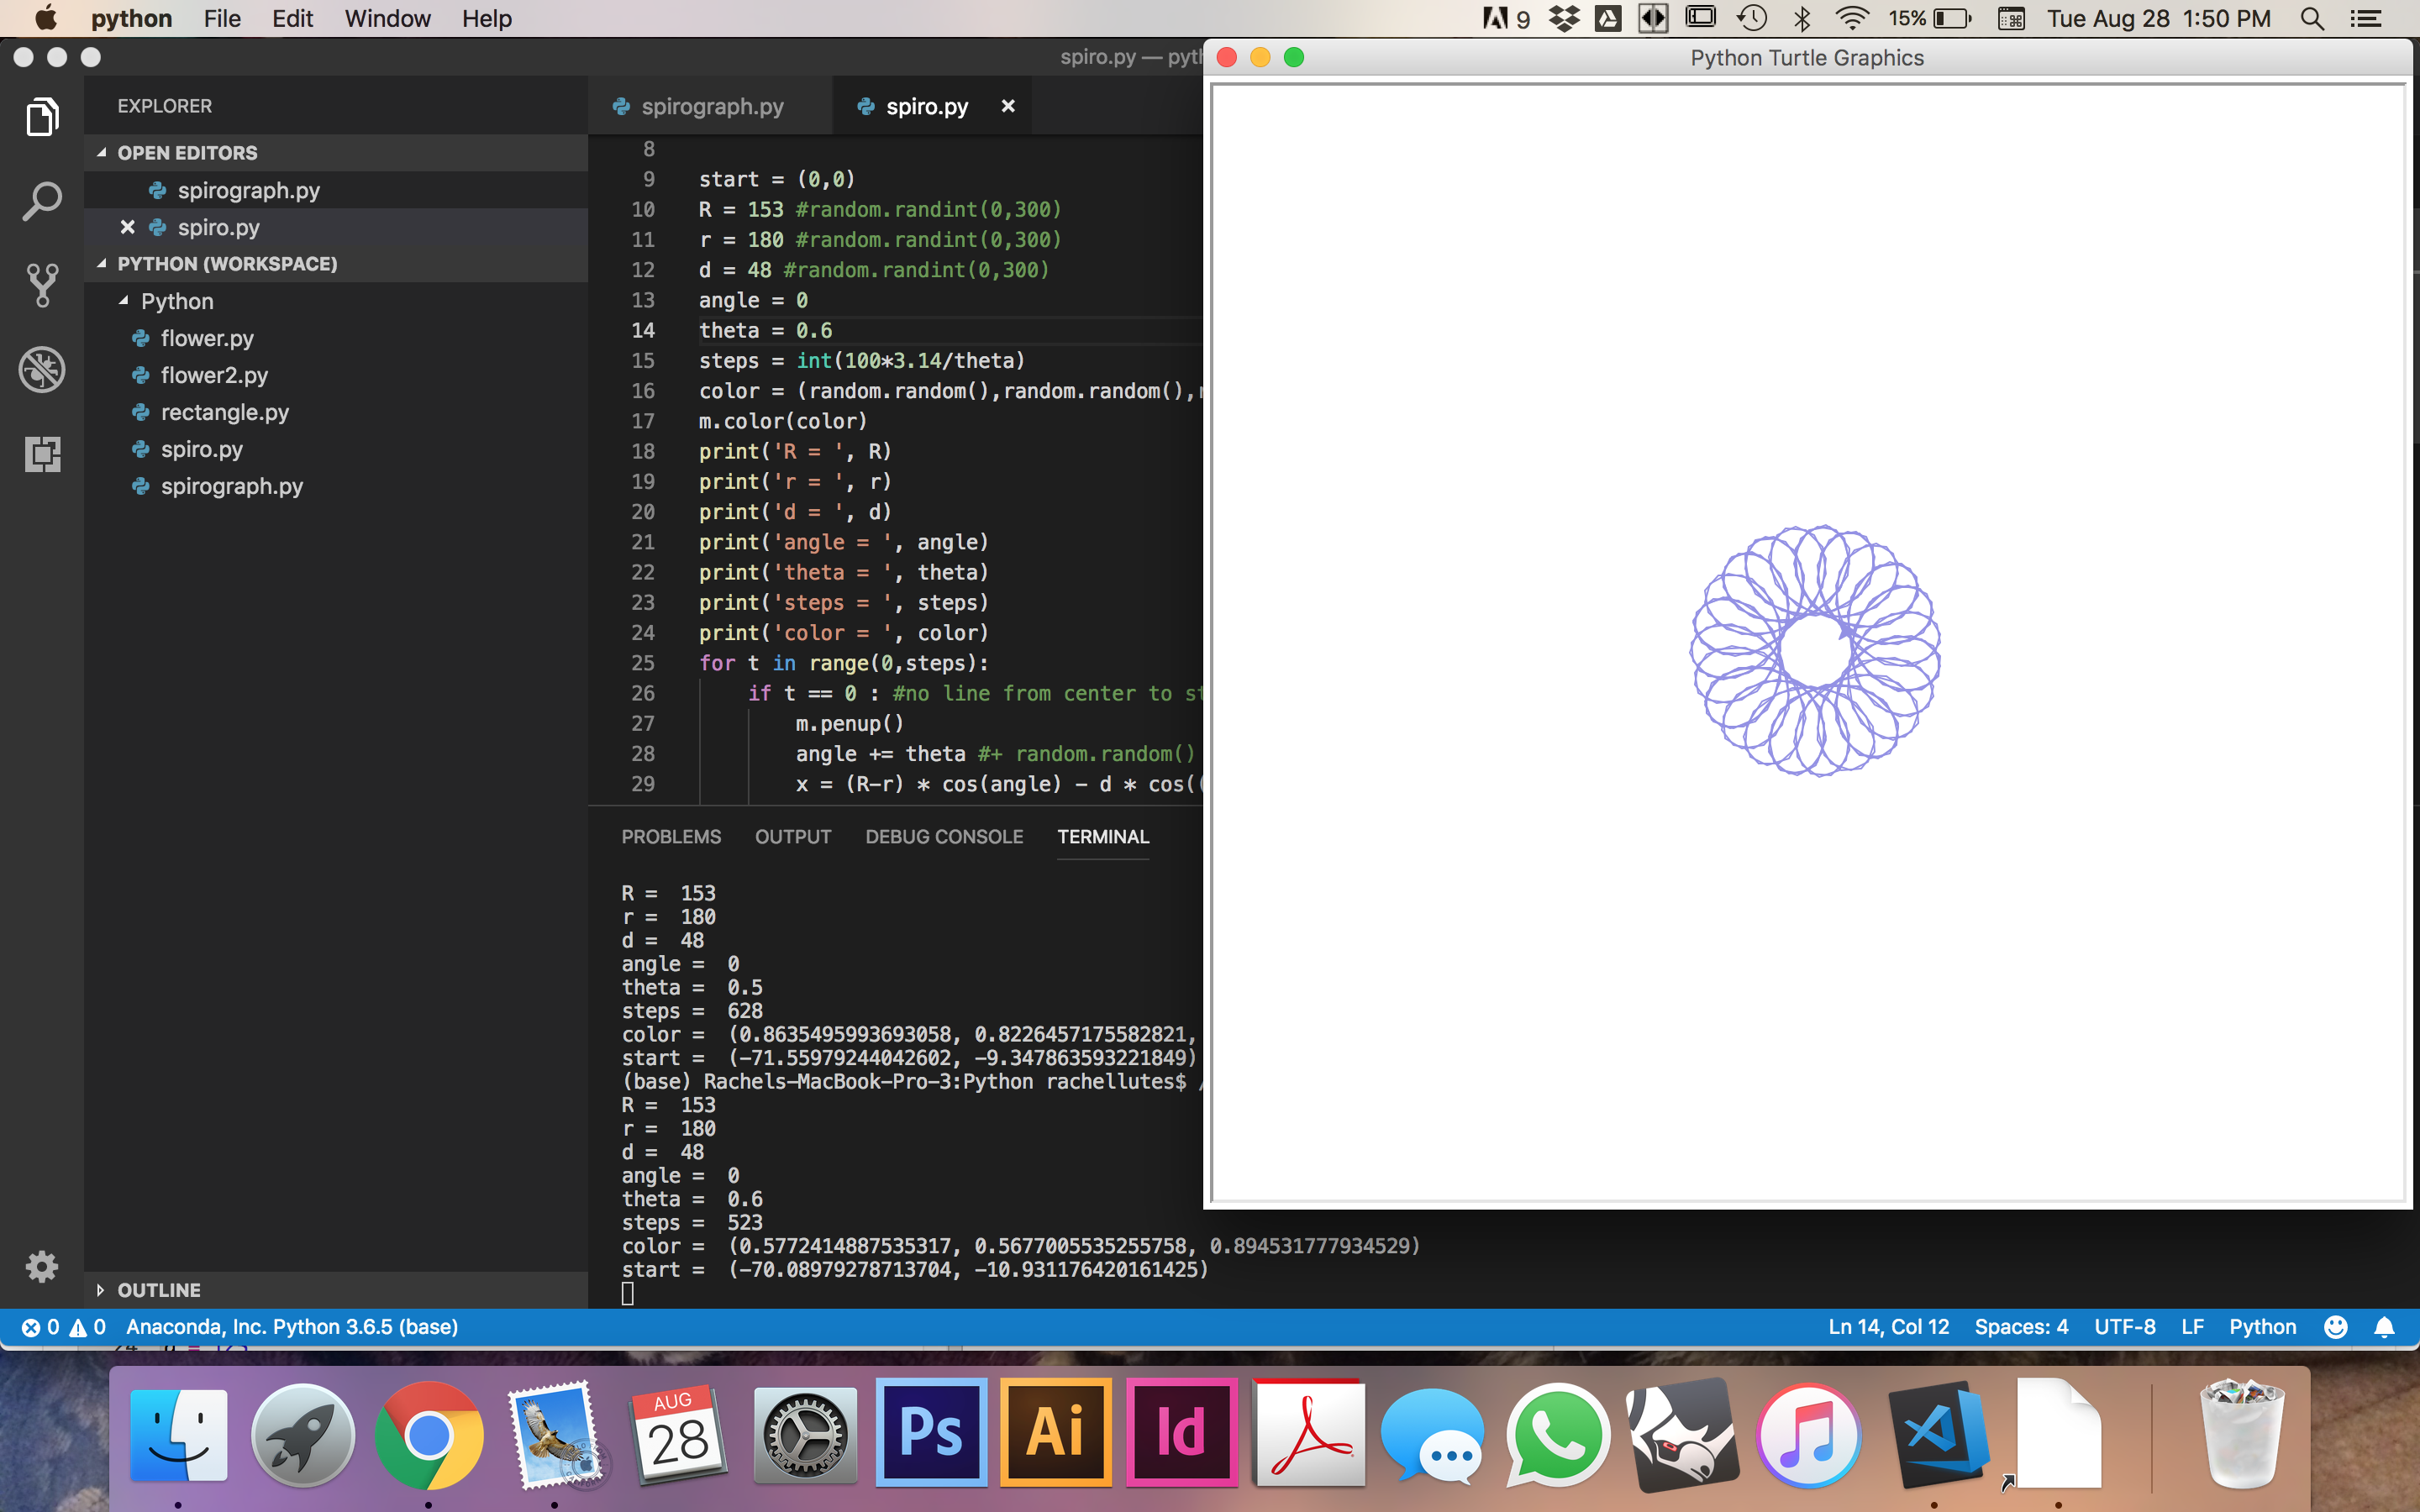 python File Edit Window Help 9 15% Tue Aug 28 1:50 PM
spiro.py — pyth
Python Turtle Graphics
EXPLORER
OPEN EDITORS
spirograph.py
spiro.py
PYTHON (WORKSPACE)
Python
flower.py
flower2.py
rectangle.py
spiro.py
spirograph.py
OUTLINE
spirograph.py spiro.py
8
9 start = (0,0)
10 R = 153 #random.randint(0,300)
11 r = 180 #random.randint(0,300)
12 d = 48 #random.randint(0,300)
13 angle = 0
14 theta = 0.6
15 steps = int(100*3.14/theta)
16 color = (random.random(),random.random(),
17 m.color(color)
18 print('R = ', R)
19 print('r = ', r)
20 print('d = ', d)
21 print('angle = ', angle)
22 print('theta = ', theta)
23 print('steps = ', steps)
24 print('color = ', color)
25 for t in range(0,steps):
26 if t == 0 : #no line from center to st
27 m.penup()
28 angle += theta #+ random.random()
29 x = (R-r) * cos(angle) - d * cos((
PROBLEMS OUTPUT DEBUG CONSOLE TERMINAL
R =  153
r =  180
d =  48
angle =  0
theta =  0.5
steps =  628
color =  (0.8635495993693058, 0.8226457175582821,
start =  (-71.55979244042602, -9.347863593221849)
(base) Rachels-MacBook-Pro-3:Python rachellutes$ /
R =  153
r =  180
d =  48
angle =  0
theta =  0.6
steps =  523
color =  (0.5772414887535317, 0.5677005535255758, 0.894531777934529)
start =  (-70.08979278713704, -10.931176420161425)
0 0 Anaconda, Inc. Python 3.6.5 (base) Ln 14, Col 12 Spaces: 4 UTF-8 LF Python
AUG
28
Ps
Ai
Id